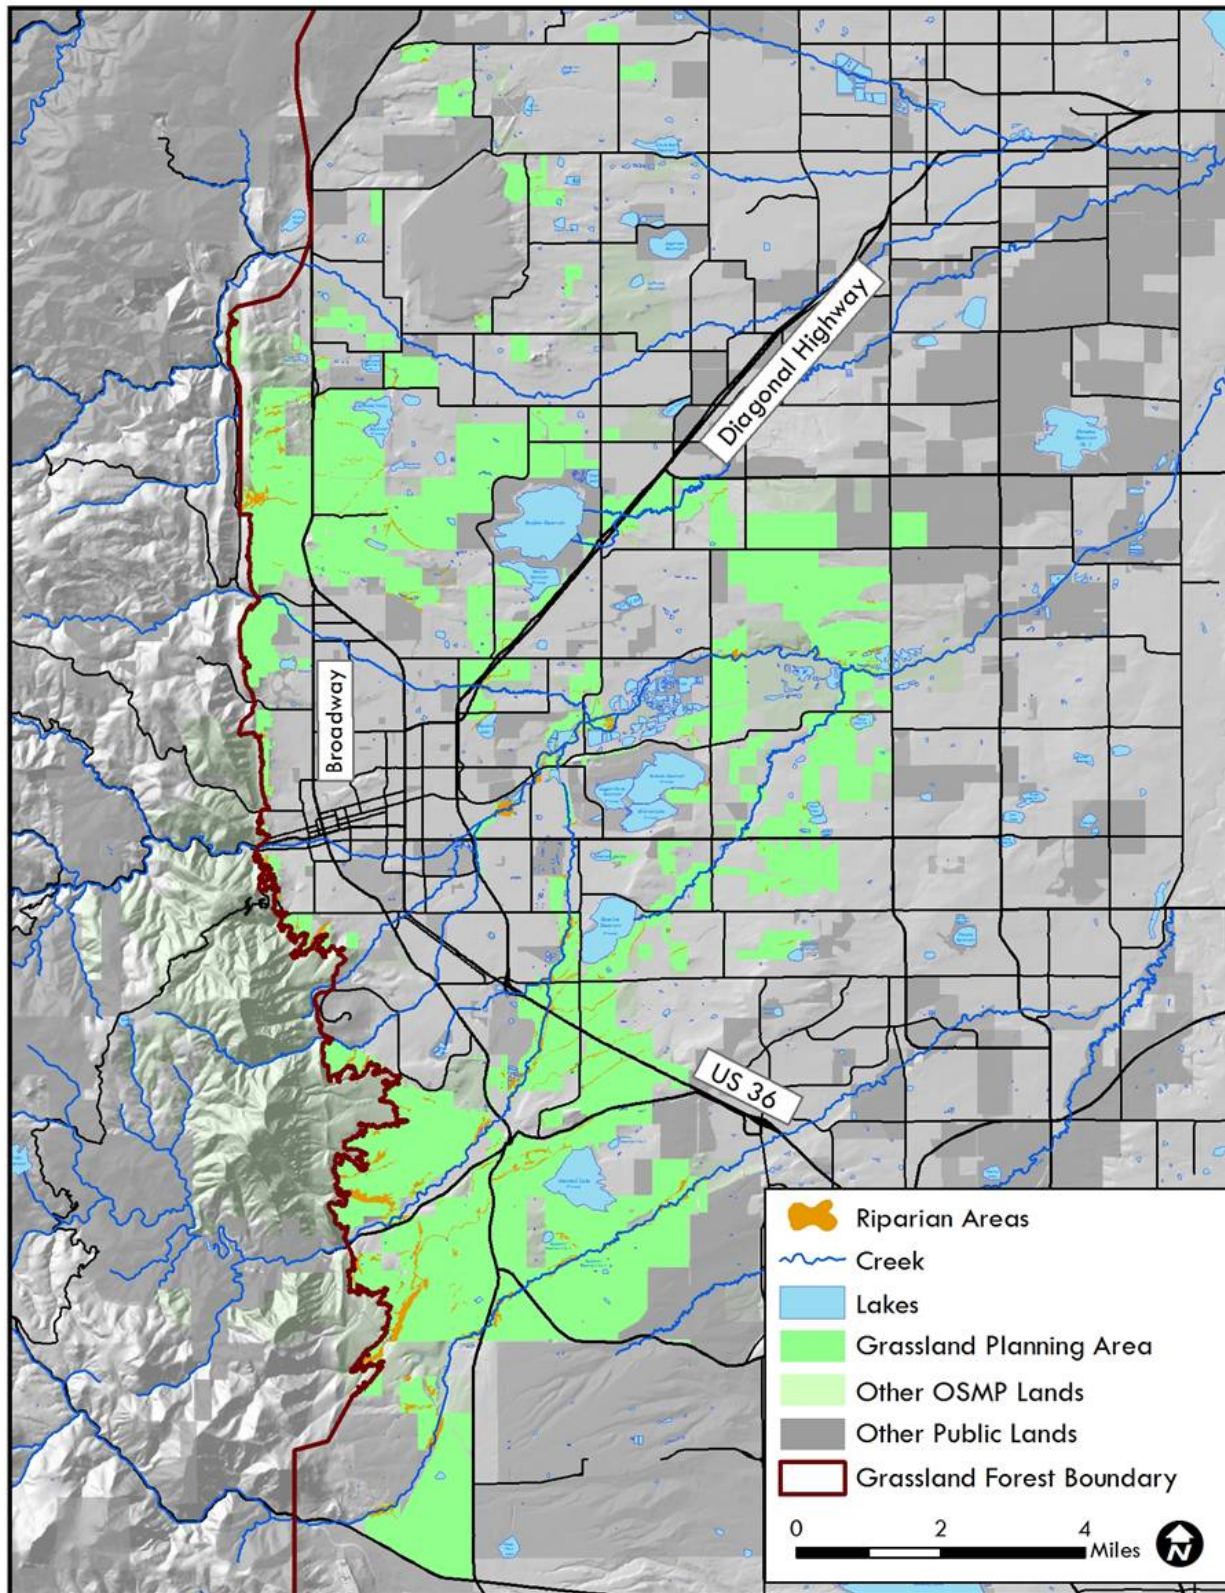 Diagonal Highway
Broadway
US 36
Riparian Areas
Creek
Lakes
Grassland Planning Area
Other OSMP Lands
Other Public Lands
Grassland Forest Boundary
0 2 4
Miles
N